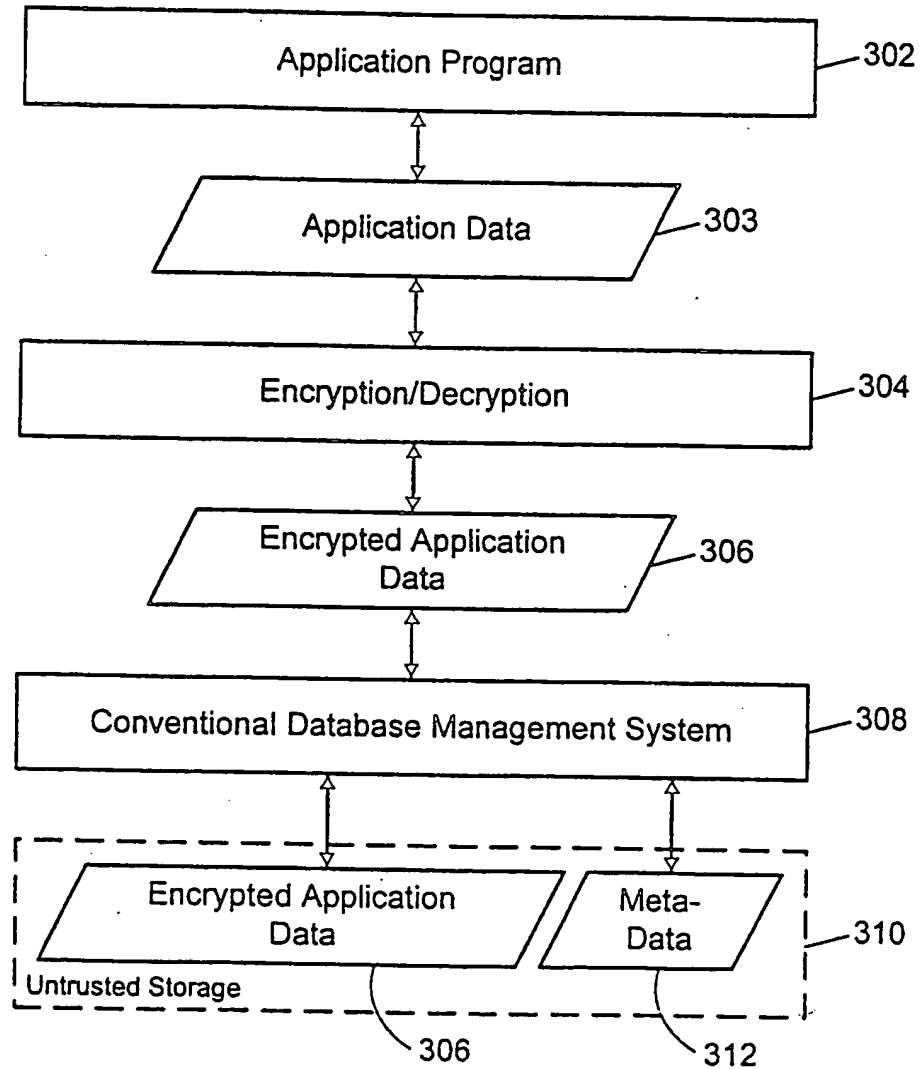 Application Program
302
Application Data
303
Encryption/Decryption
304
Encrypted Application
Data
306
Conventional Database Management System
308
Encrypted Application
Data
Meta-
Data
310
Untrusted Storage
306
312